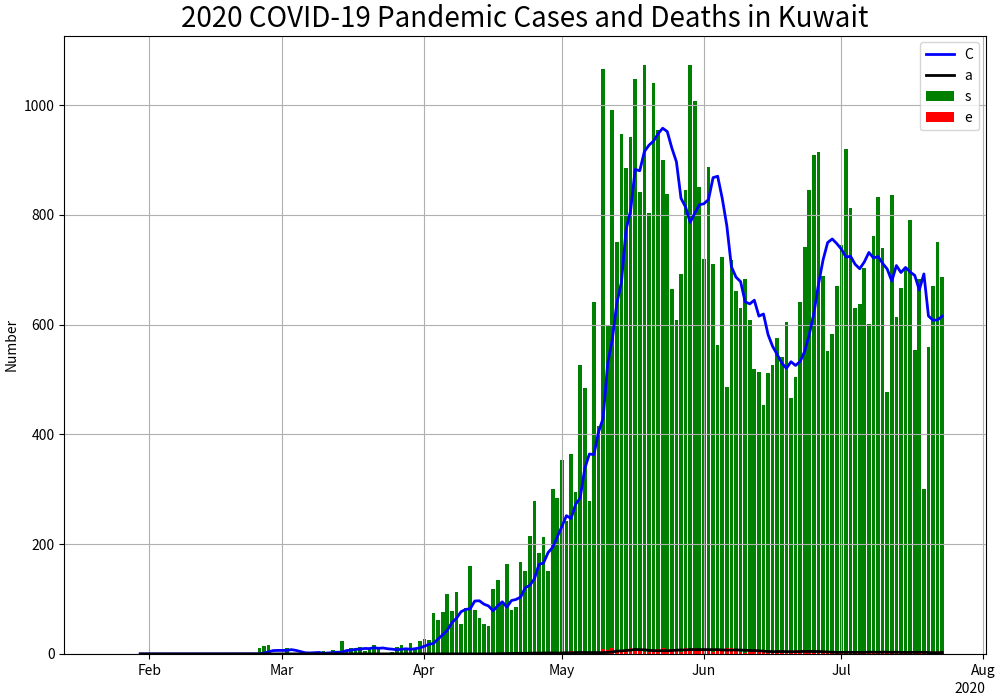 2020 COVID-19 Pandemic Cases and Deaths in Kuwait
C
a
s
e
Number
1000
800
600
400
200
0
Feb Mar Apr May Jun Jul Aug
2020